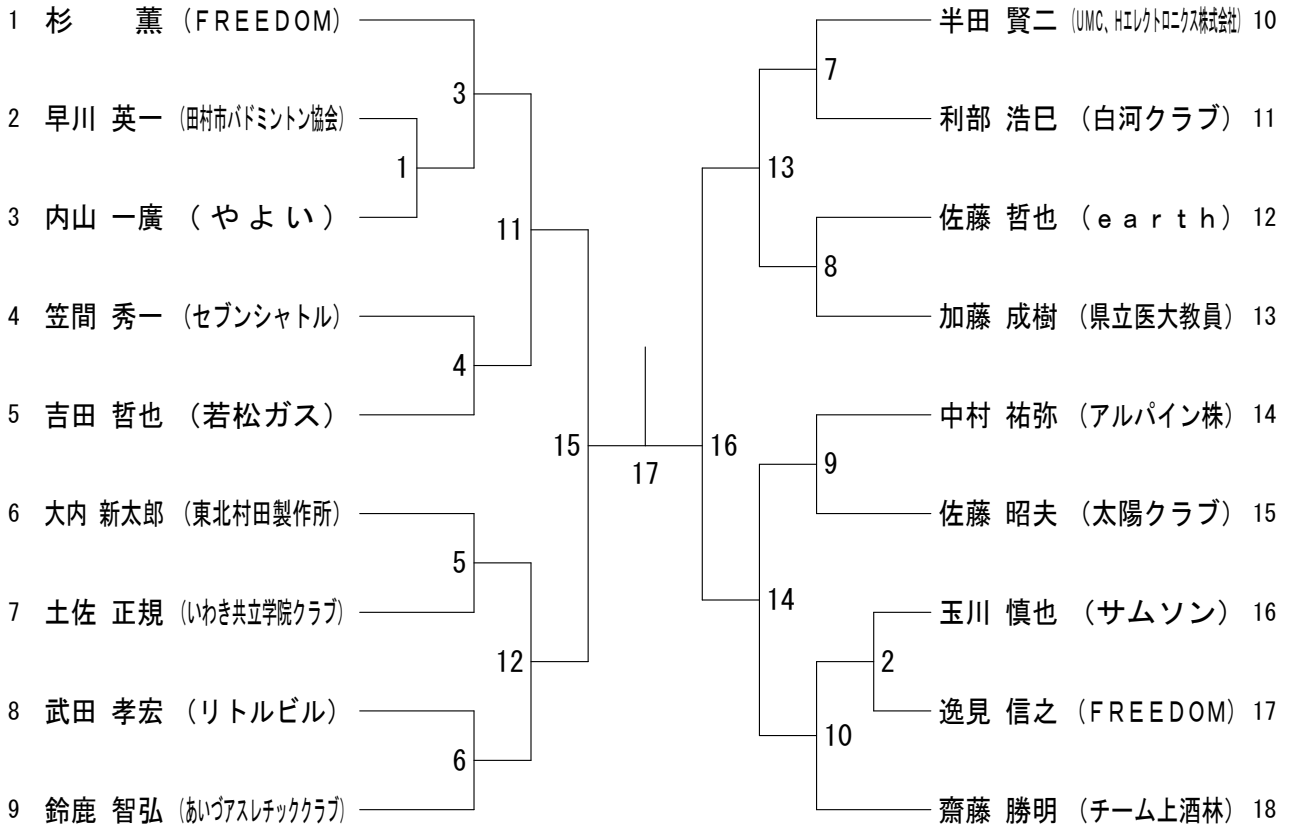 1 杉 薫 (FREEDOM)
2 早川 英一 (田村市バドミントン協会)
3 内山 一廣 (やよい)
4 笠間 秀一 (セブンシャトル)
5 吉田 哲也 (若松ガス)
6 大内 新太郎 (東北村田製作所)
7 土佐 正規 (いわき共立学院クラブ)
8 武田 孝宏 (リトルビル)
9 鈴鹿 智弘 (あいづアスレチッククラブ)
3
1
11
4
15
5
12
6
17
半田 賢二 (UMC、Hエレクトロニクス株式会社) 10
利部 浩巳 (白河クラブ) 11
佐藤 哲也 (earth) 12
加藤 成樹 (県立医大教員) 13
中村 祐弥 (アルパイン株) 14
佐藤 昭夫 (太陽クラブ) 15
玉川 慎也 (サムソン) 16
逸見 信之 (FREEDOM) 17
齋藤 勝明 (チーム上酒林) 18
7
13
8
16
9
14
2
10